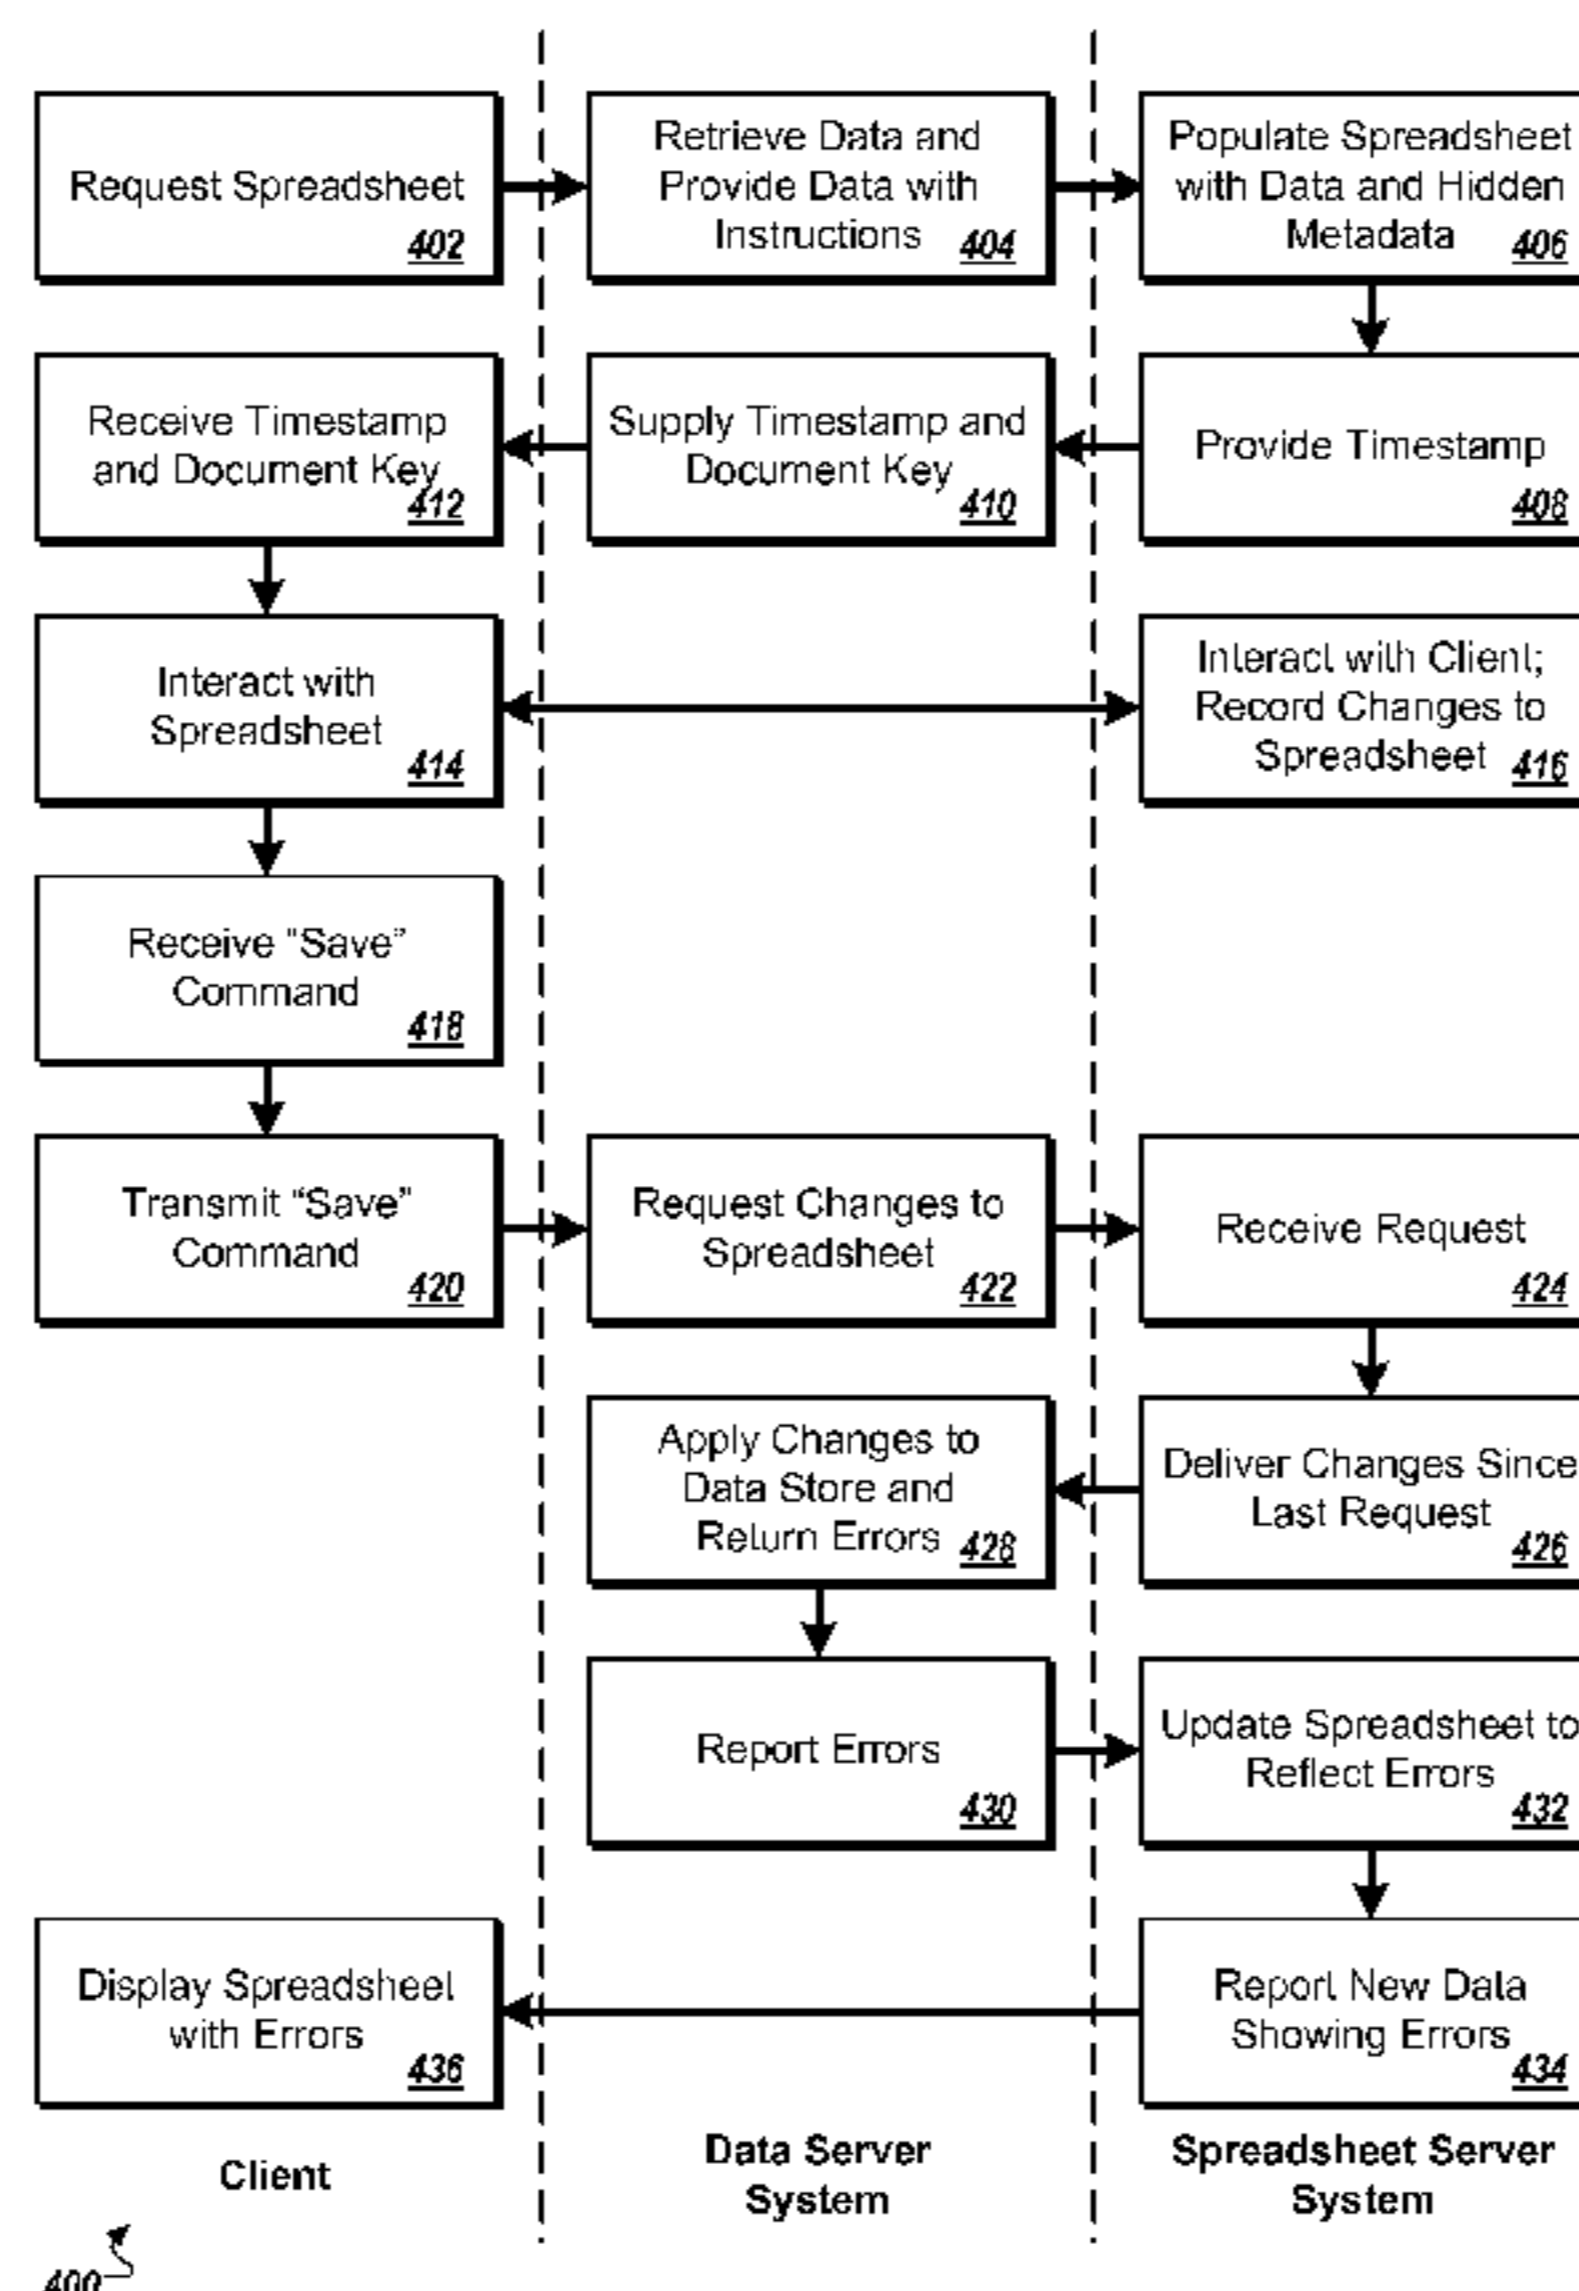 Request Spreadsheet
402
Retrieve Data and
Provide Data with
Instructions 404
Populate Spreadsheet
with Data and Hidden
Metadata 406
Receive Timestamp
and Document Key
412
Supply Timestamp and
Document Key
410
Provide Timestamp
408
Interact with
Spreadsheet
414
Interact with Client;
Record Changes to
Spreadsheet 416
Receive “Save”
Command
418
Transmit “Save”
Command
420
Request Changes to
Spreadsheet
422
Receive Request
424
Apply Changes to
Data Store and
Return Errors 428
Deliver Changes Since
Last Request
426
Report Errors
430
Update Spreadsheet to
Reflect Errors
432
Display Spreadsheet
with Errors
436
Report New Data
Showing Errors
434
Client
Data Server
System
Spreadsheet Server
System
400